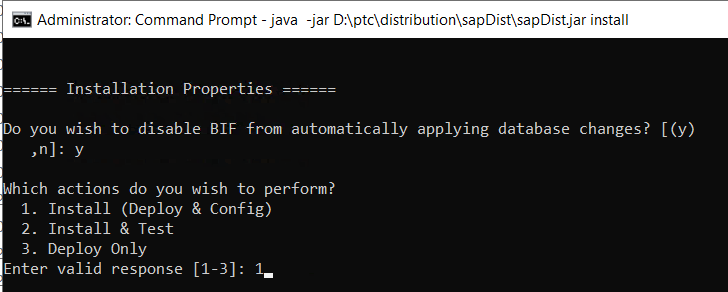 Administrator: Command Prompt - java  -jar D:\ptc\distribution\sapDist\sapDist.jar install
====== Installation Properties ======
Do you wish to disable BIF from automatically applying database changes? [(y)
   ,n]: y
Which actions do you wish to perform?
  1. Install (Deploy & Config)
  2. Install & Test
  3. Deploy Only
Enter valid response [1-3]: 1